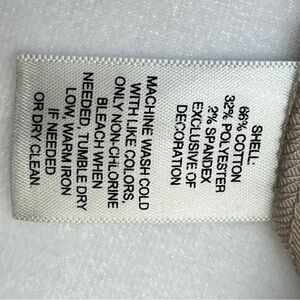 SHELL:
66% COTTON
32% POLYESTER
2% SPANDEX
EXCLUSIVE OF
DECORATION
MACHINE WASH COLD
WITH LIKE COLORS,
ONLY NON-CHLORINE
BLEACH WHEN
NEEDED, TUMBLE DRY
LOW, WARM IRON
IF NEEDED
OR DRY CLEAN